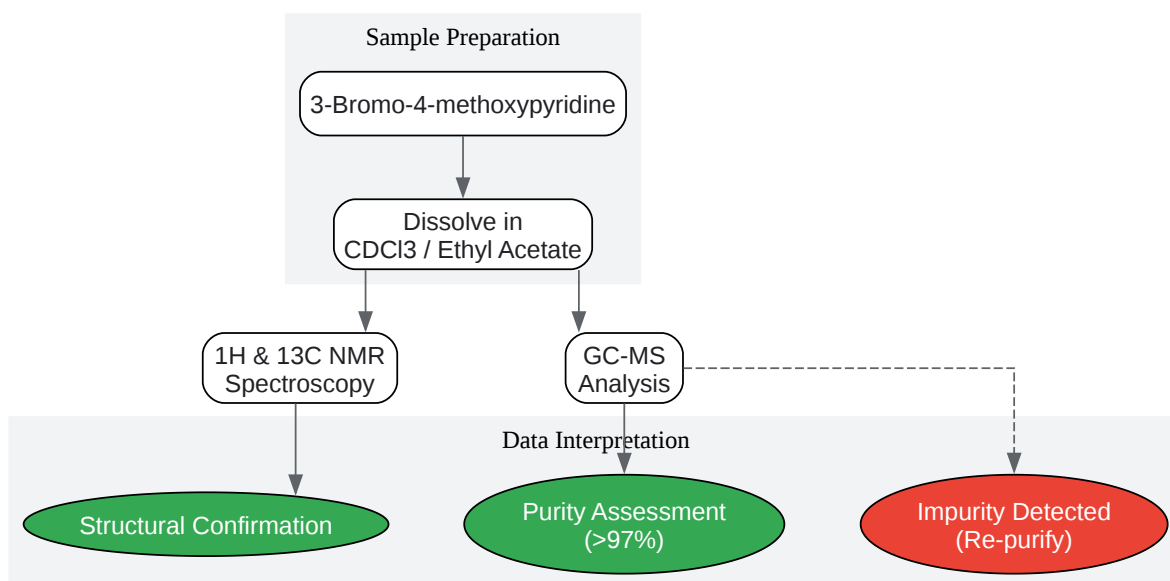 Sample Preparation
3-Bromo-4-methoxypyridine
Dissolve in
CDCl3 / Ethyl Acetate
1H & 13C NMR
Spectroscopy
GC-MS
Analysis
Data Interpretation
Structural Confirmation
Purity Assessment
(>97%)
Impurity Detected
(Re-purify)